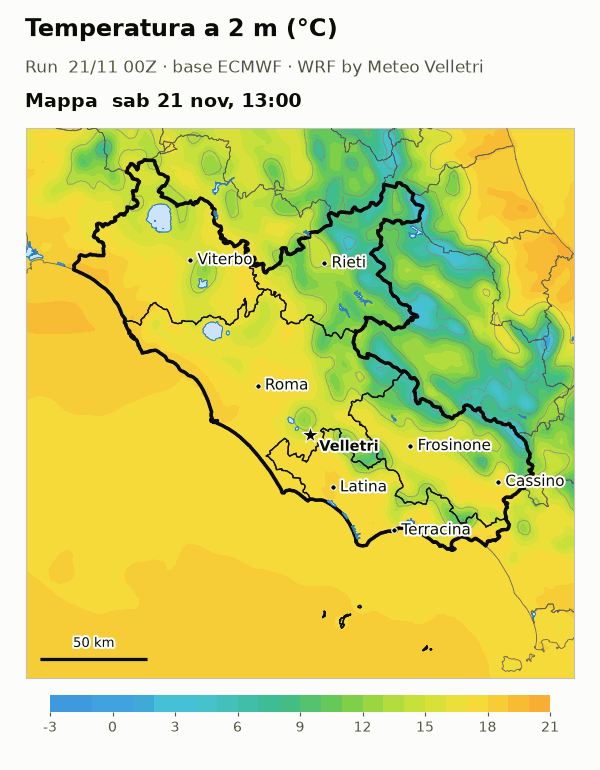 Temperatura a 2 m (°C)
Run  21/11 00Z · base ECMWF · WRF by Meteo Velletri
Mappa  sab 21 nov, 13:00
Viterbo
Rieti
Roma
Velletri
Frosinone
Cassino
Latina
Terracina
50 km
-3 0 3 6 9 12 15 18 21